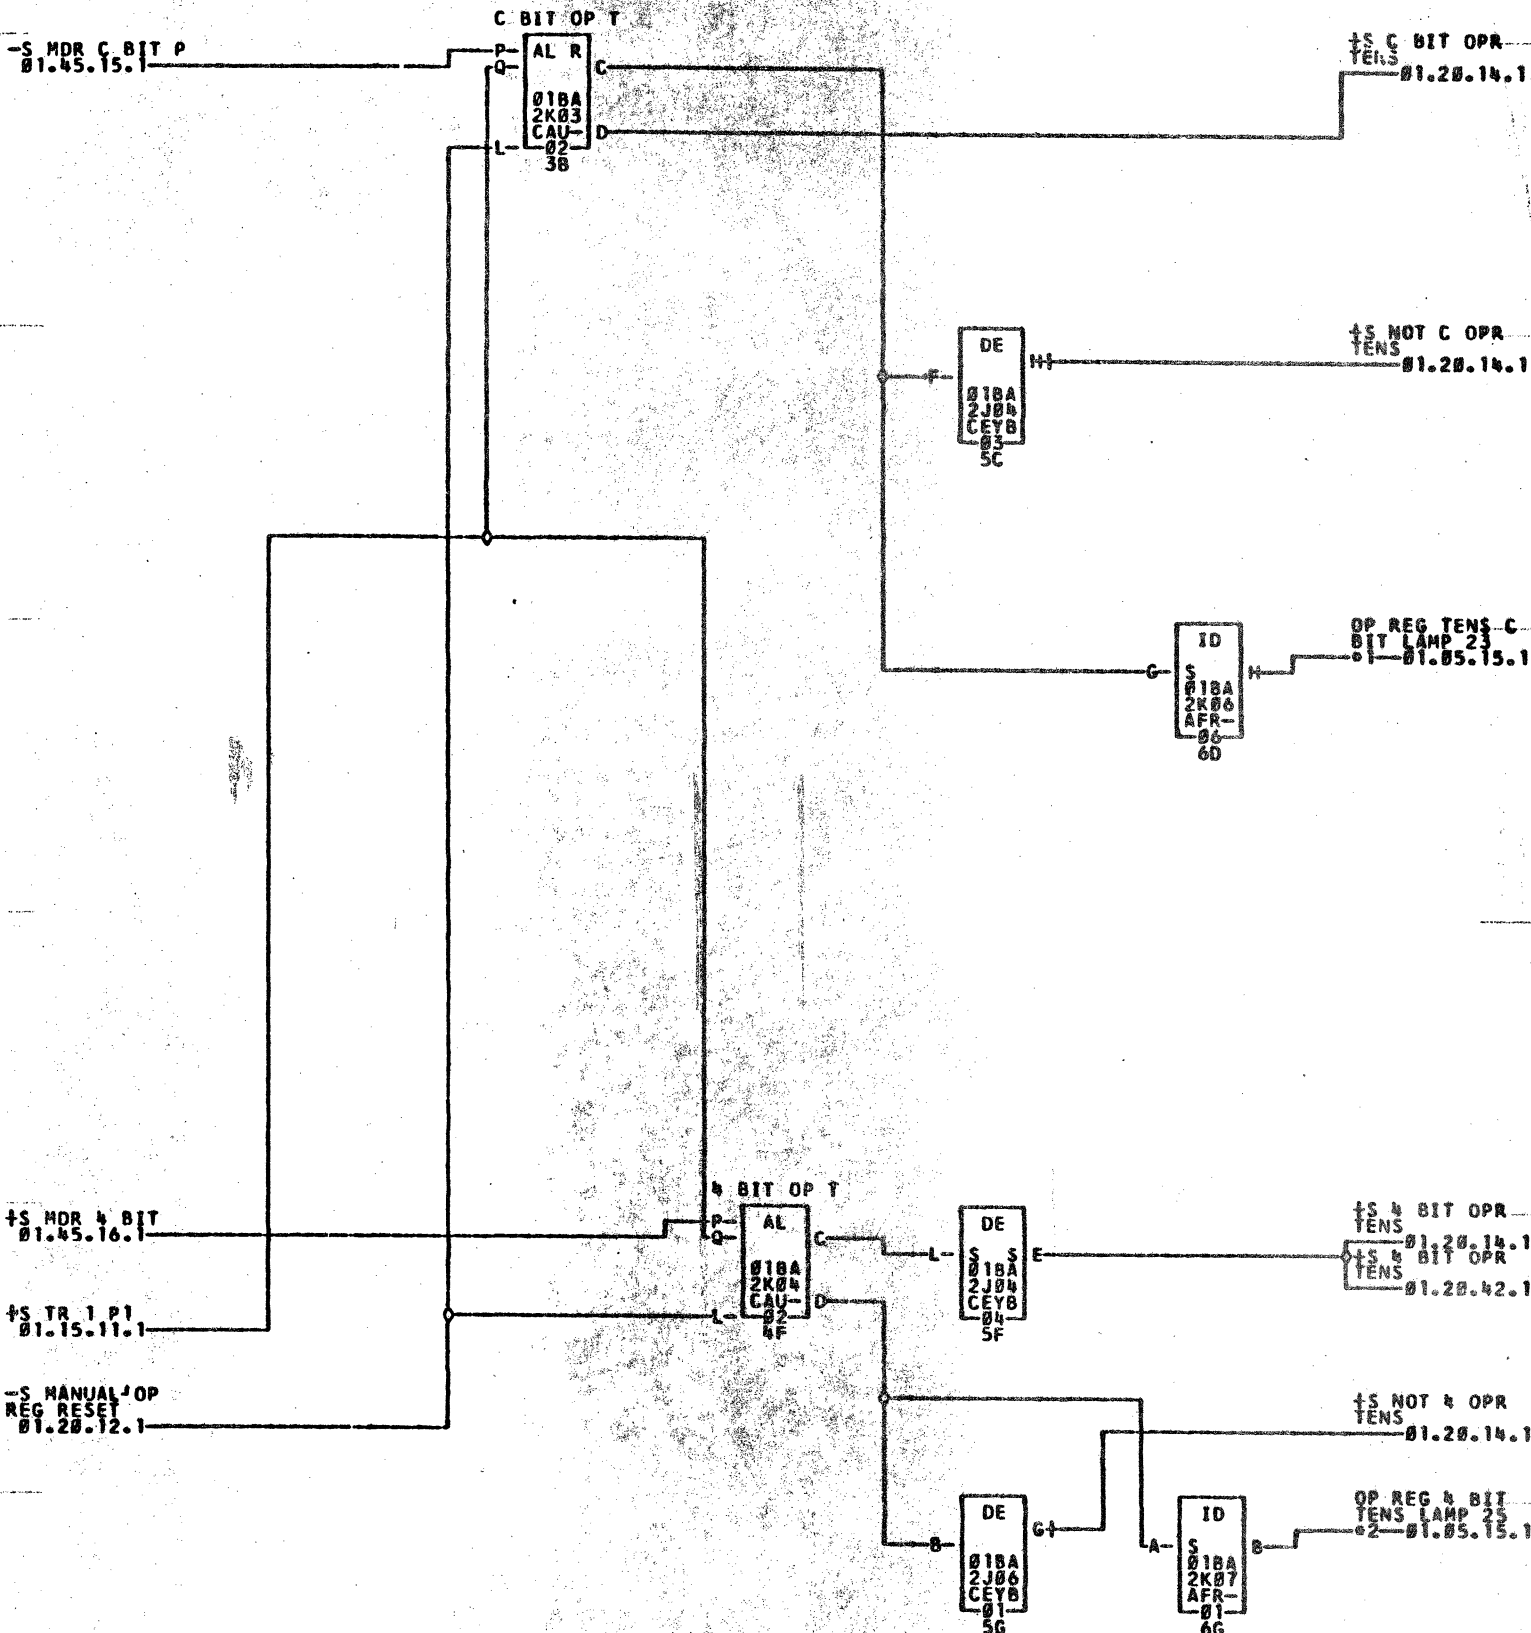 C BIT OP T
-S MDR C BIT P
01.45.15.1
P
Q
L
AL R
01BA
2K03
CAU-
02
3B
C
D
+S C BIT OPR
TENS
01.20.14.1
F
DE
01BA
2J04
CEYB
03
5C
H
+S NOT C OPR
TENS
01.20.14.1
G
ID
S
01BA
2K06
AFR-
06
6D
H
OP REG TENS C
BIT LAMP 23
*1 01.05.15.1
4 BIT OP T
+S MDR 4 BIT
01.45.16.1
+S TR 1 P1
01.15.11.1
-S MANUAL OP
REG RESET
01.20.12.1
P
Q
L
AL
01BA
2K04
CAU-
02
4F
C
D
L
DE
S S
01BA
2J04
CEYB
04
5F
E
+S 4 BIT OPR
TENS
01.20.14.1
+S 4 BIT OPR
TENS
01.20.42.1
+S NOT 4 OPR
TENS
01.20.14.1
B
DE
01BA
2J06
CEYB
01
5G
G
A
ID
S
01BA
2K07
AFR-
01
6G
B
OP REG 4 BIT
TENS LAMP 25
*2 01.05.15.1